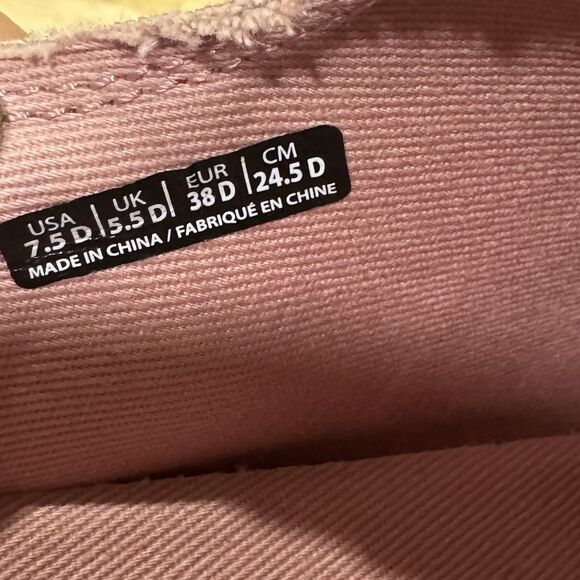 USA | UK | EUR | CM
7.5 D | 5.5 D | 38 D | 24.5 D
MADE IN CHINA / FABRIQUÉ EN CHINE